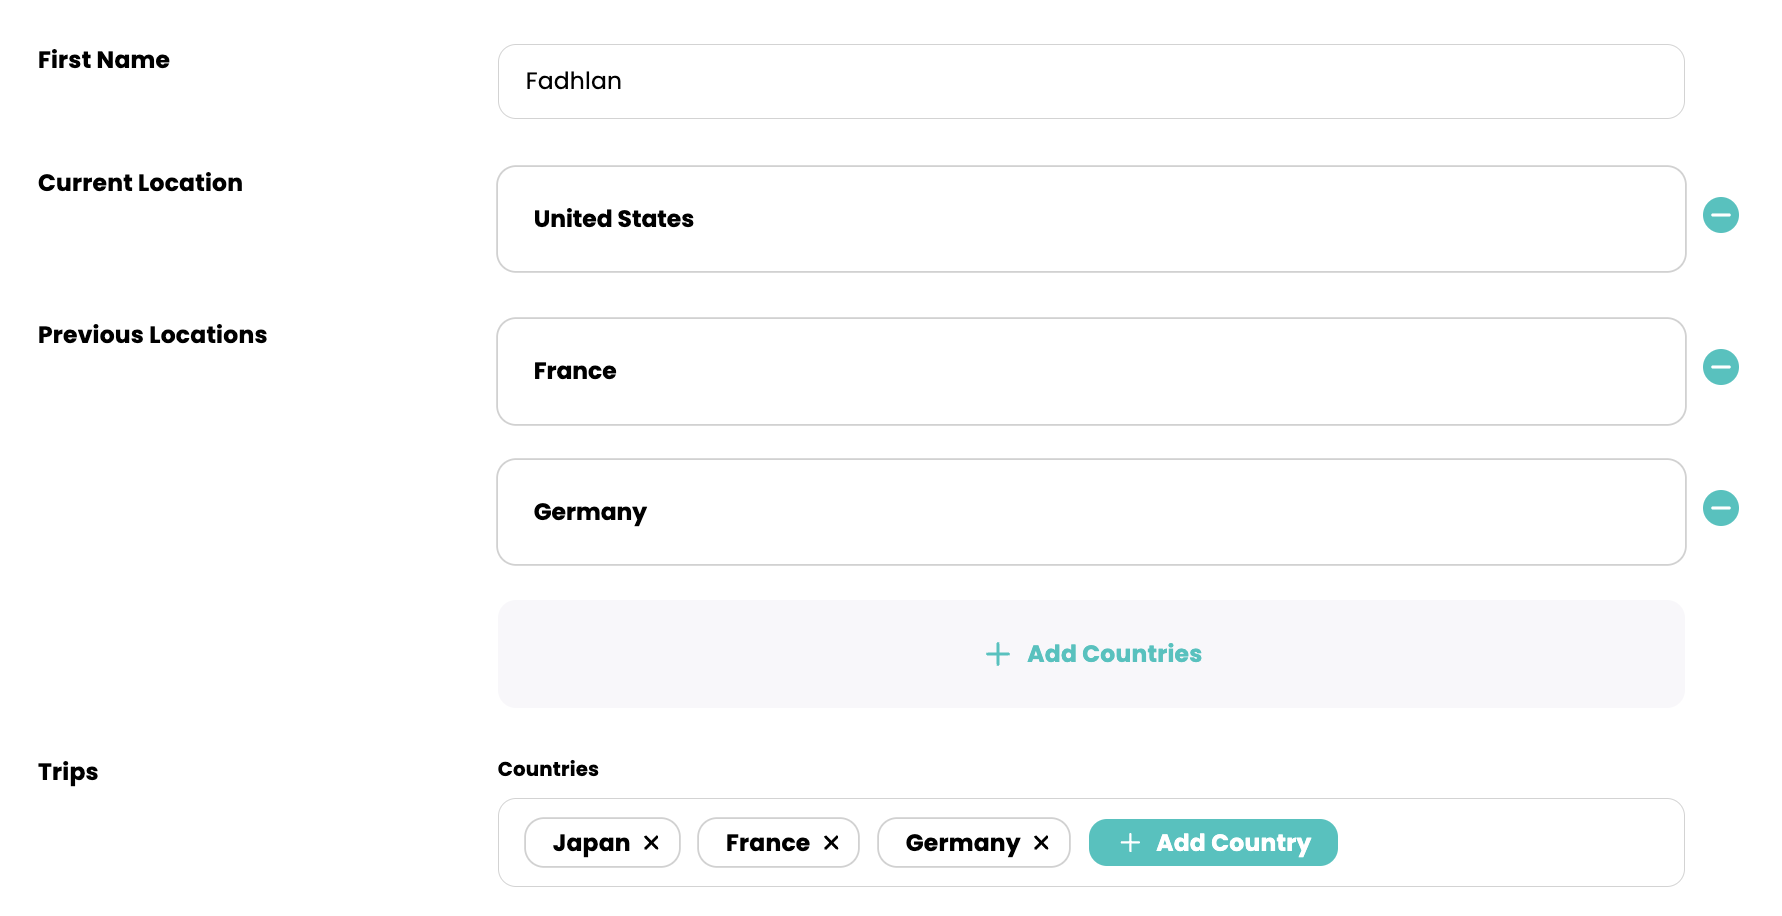 First Name
Fadhlan
Current Location
United States
Previous Locations
France
Germany
Add Countries
Trips
Countries
Japan × France × Germany × + Add Country